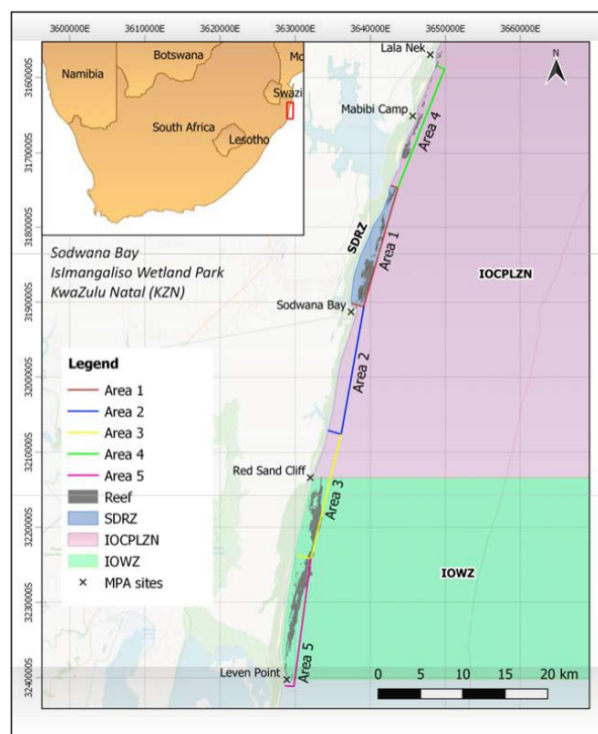 3600000E 3610000E 3620000E 3630000E 3640000E 3650000E 3660000E
3160000S
3170000S
3180000S
3190000S
3200000S
3210000S
3220000S
3230000S
3240000S
Namibia
Botswana
Mo
Swazi
South Africa
Lesotho
N
Lala Nek
Mabibi Camp
Area 4
SDRZ
Area 1
IOCPLZN
Sodwana Bay
IsImangaliso Wetland Park
KwaZulu Natal (KZN)
Sodwana Bay
Area 2
Legend
Area 1
Area 2
Area 3
Area 4
Area 5
Reef
SDRZ
IOCPLZN
IOWZ
MPA sites
Red Sand Cliff
Area 3
IOWZ
Leven Point
Area 5
0 5 10 15 20 km